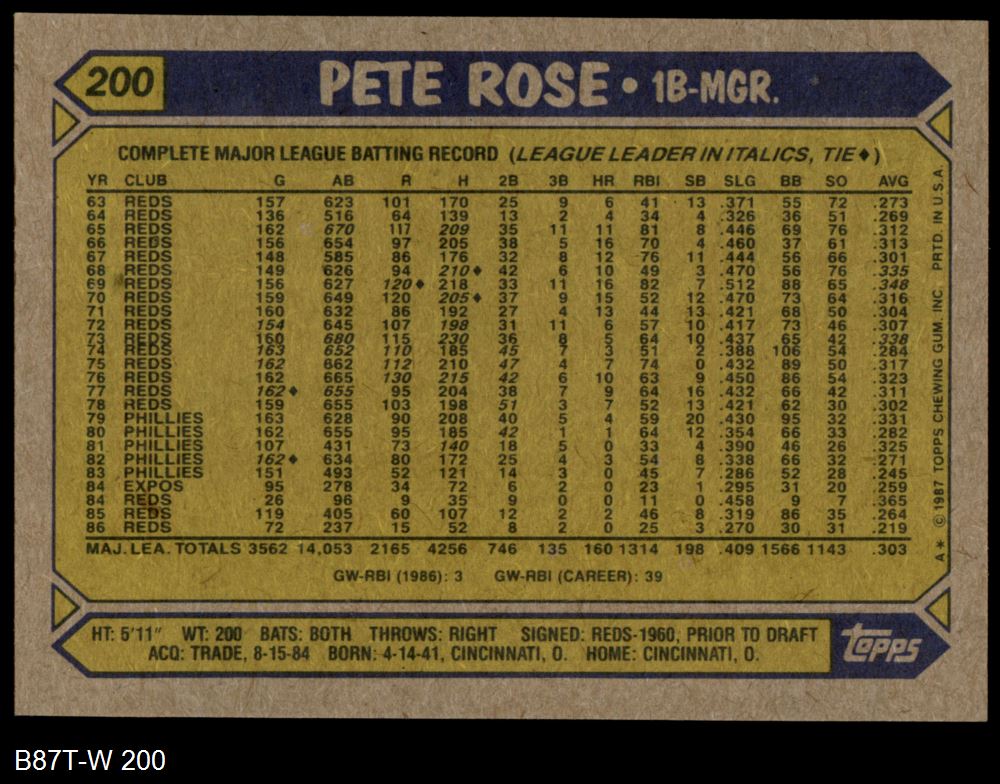 200 PETE ROSE • 1B-MGR.
COMPLETE MAJOR LEAGUE BATTING RECORD (LEAGUE LEADER IN ITALICS, TIE♦)
YR CLUB G AB R H 2B 3B HR RBI SB SLG BB SO AVG
63 REDS 157 623 101 170 25 9 6 41 13 .371 55 72 .273
64 REDS 136 516 64 139 13 2 4 34 4 .326 36 51 .269
65 REDS 162 670 117 209 35 11 11 81 8 .446 69 76 .312
66 REDS 156 654 97 205 38 5 16 70 4 .460 37 61 .313
67 REDS 148 585 86 176 32 8 12 76 11 .444 56 66 .301
68 REDS 149 626 94 210♦ 42 6 10 49 3 .470 56 76 .335
69 REDS 156 627 120♦ 218 33 11 16 82 7 .512 88 65 .348
70 REDS 159 649 120 205♦ 37 9 15 52 12 .470 73 64 .316
71 REDS 160 632 86 192 27 4 13 44 13 .421 68 50 .304
72 REDS 154 645 107 198 31 11 6 57 10 .417 73 46 .307
73 REDS 160 680 115 230 36 8 5 64 10 .437 65 42 .338
74 REDS 163 652 110 185 45 7 3 51 2 .388 106 54 .284
75 REDS 162 662 112 210 47 4 7 74 0 .432 89 50 .317
76 REDS 162 665 130 215 42 6 10 63 9 .450 86 54 .323
77 REDS 162♦ 655 95 204 38 7 9 64 16 .432 66 42 .311
78 REDS 159 655 103 198 51 3 7 52 13 .421 62 30 .302
79 PHILLIES 163 628 90 208 40 5 4 59 20 .430 95 32 .331
80 PHILLIES 162 655 95 185 42 1 1 64 12 .354 66 33 .282
81 PHILLIES 107 431 73 140 18 5 0 33 4 .390 46 26 .325
82 PHILLIES 162♦ 634 80 172 25 4 3 54 8 .338 66 32 .271
83 PHILLIES 151 493 52 121 14 3 0 45 7 .286 52 28 .245
84 EXPOS 95 278 34 72 6 2 0 23 1 .295 31 20 .259
84 REDS 26 96 9 35 9 0 0 11 0 .458 9 7 .365
85 REDS 119 405 60 107 12 2 2 46 8 .319 86 35 .264
86 REDS 72 237 15 52 8 2 0 25 3 .270 30 31 .219
MAJ. LEA. TOTALS 3562 14,053 2165 4256 746 135 160 1314 198 .409 1566 1143 .303
GW-RBI (1986): 3 GW-RBI (CAREER): 39
A* © 1987 TOPPS CHEWING GUM. INC. PRTD. IN U.S.A.
HT: 5'11" WT: 200 BATS: BOTH THROWS: RIGHT SIGNED: REDS-1960, PRIOR TO DRAFT
ACQ: TRADE, 8-15-84 BORN: 4-14-41, CINCINNATI, O. HOME: CINCINNATI, O.
topps
B87T-W 200